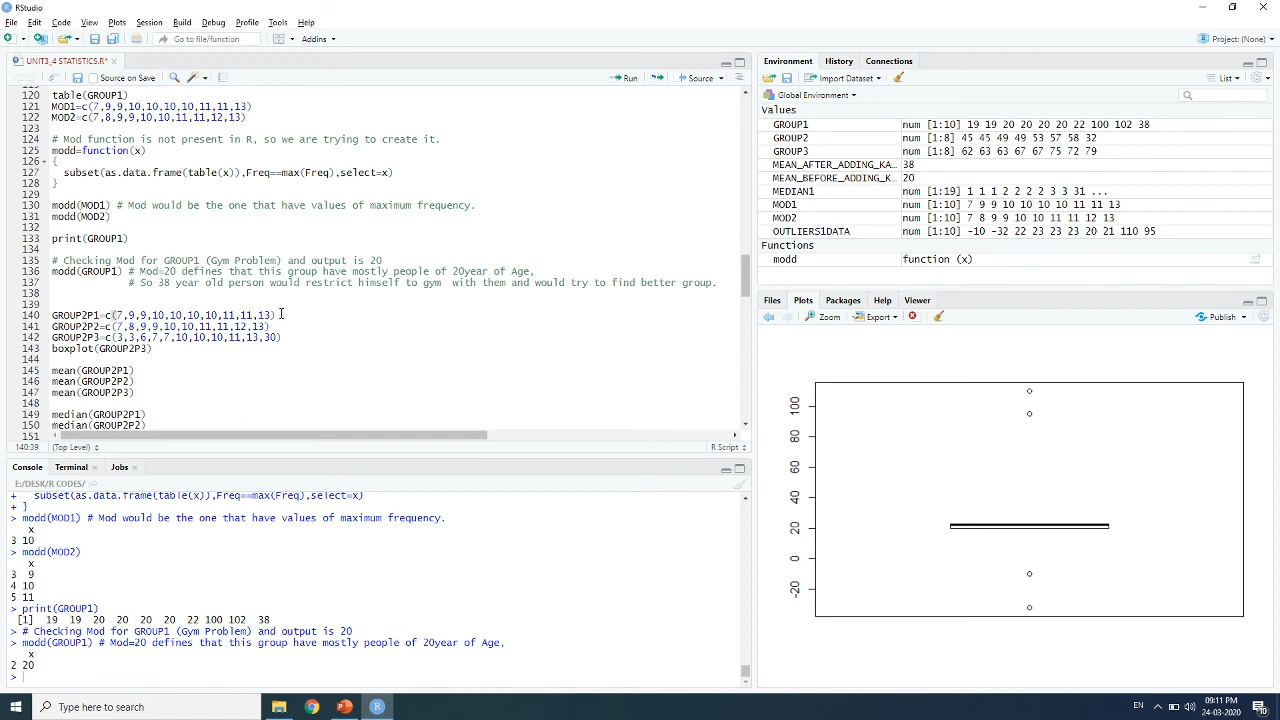 RStudio
File Edit Code View Plots Session Build Debug Profile Tools Help
Go to file/function
Addins
Project: (None)
UNIT3_4 STATISTICS.R*
Source on Save
Run
Source
120 table(GROUP1)
121 MOD1=c(7,9,9,10,10,10,10,11,11,13)
122 MOD2=c(7,8,9,9,10,10,11,11,12,13)
123
124 # Mod function is not present in R, so we are trying to create it.
125 modd=function(x)
126 {
127 subset(as.data.frame(table(x)),Freq==max(Freq),select=x)
128 }
129
130 modd(MOD1) # Mod would be the one that have values of maximum frequency.
131 modd(MOD2)
132
133 print(GROUP1)
134
135 # Checking Mod for GROUP1 (Gym Problem) and output is 20
136 modd(GROUP1) # Mod=20 defines that this group have mostly people of 20year of Age,
137 # So 38 year old person would restrict himself to gym with them and would try to find better group.
138
139
140 GROUP2P1=c(7,9,9,10,10,10,10,11,11,13)
141 GROUP2P2=c(7,8,9,9,10,10,11,11,12,13)
142 GROUP2P3=c(3,3,6,7,7,10,10,10,11,13,30)
143 boxplot(GROUP2P3)
144
145 mean(GROUP2P1)
146 mean(GROUP2P2)
147 mean(GROUP2P3)
148
149 median(GROUP2P1)
150 median(GROUP2P2)
151
140:39 (Top Level) R Script
Console Terminal Jobs
E:/DESK/R CODES/
+ subset(as.data.frame(table(x)),Freq==max(Freq),select=x)
+ }
> modd(MOD1) # Mod would be the one that have values of maximum frequency.
x
3 10
> modd(MOD2)
x
3 9
4 10
5 11
> print(GROUP1)
[1] 19 19 20 20 20 20 22 100 102 38
> # Checking Mod for GROUP1 (Gym Problem) and output is 20
> modd(GROUP1) # Mod=20 defines that this group have mostly people of 20year of Age,
x
2 20
>
Environment History Connections
Import Dataset
List
Global Environment
Values
GROUP1 num [1:10] 19 19 20 20 20 20 22 100 102 38
GROUP2 num [1:8] 45 45 49 49 53 57 58 32
GROUP3 num [1:8] 62 63 63 67 67 75 72 79
MEAN_AFTER_ADDING_KA... 38
MEAN_BEFORE_ADDING_K... 20
MEDIAN1 num [1:19] 1 1 1 2 2 2 2 3 3 31 ...
MOD1 num [1:10] 7 9 9 10 10 10 10 11 11 13
MOD2 num [1:10] 7 8 9 9 10 10 11 11 12 13
OUTLIERS1DATA num [1:10] -10 -32 22 23 23 23 20 21 110 95
Functions
modd function (x)
Files Plots Packages Help Viewer
Zoom Export Publish
100
80
60
40
20
0
-20
Type here to search
EN
09:11 PM
24-03-2020